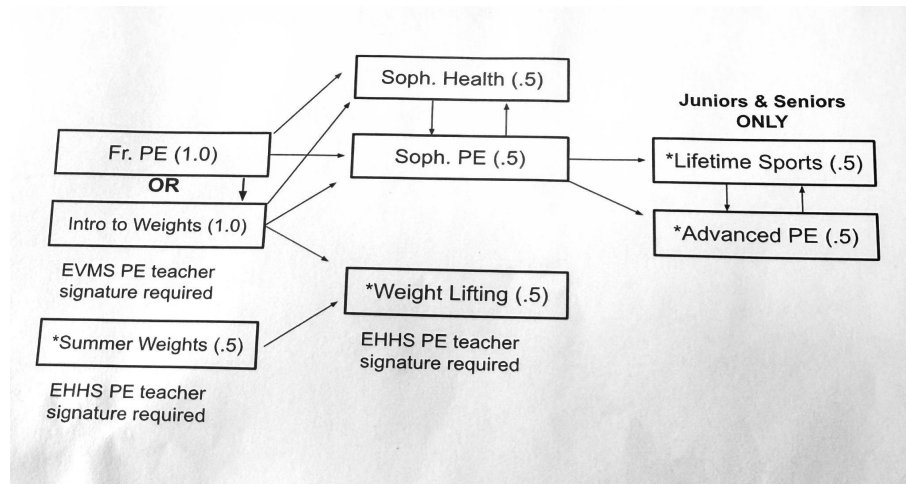 Soph. Health (.5)
Juniors & Seniors
ONLY
Fr. PE (1.0)
Soph. PE (.5)
*Lifetime Sports (.5)
OR
Intro to Weights (1.0)
*Advanced PE (.5)
EVMS PE teacher
signature required
*Weight Lifting (.5)
*Summer Weights (.5)
EHHS PE teacher
signature required
EHHS PE teacher
signature required